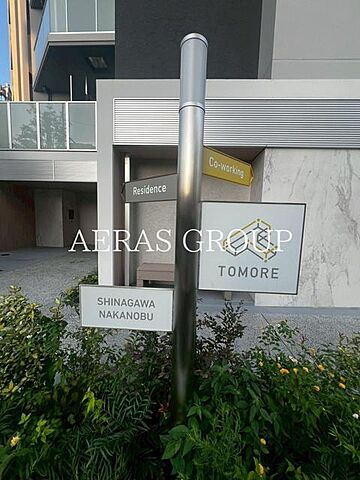 Co-working
Residence
AERAS GROUP
TOMORE
SHINAGAWA
NAKANOBU